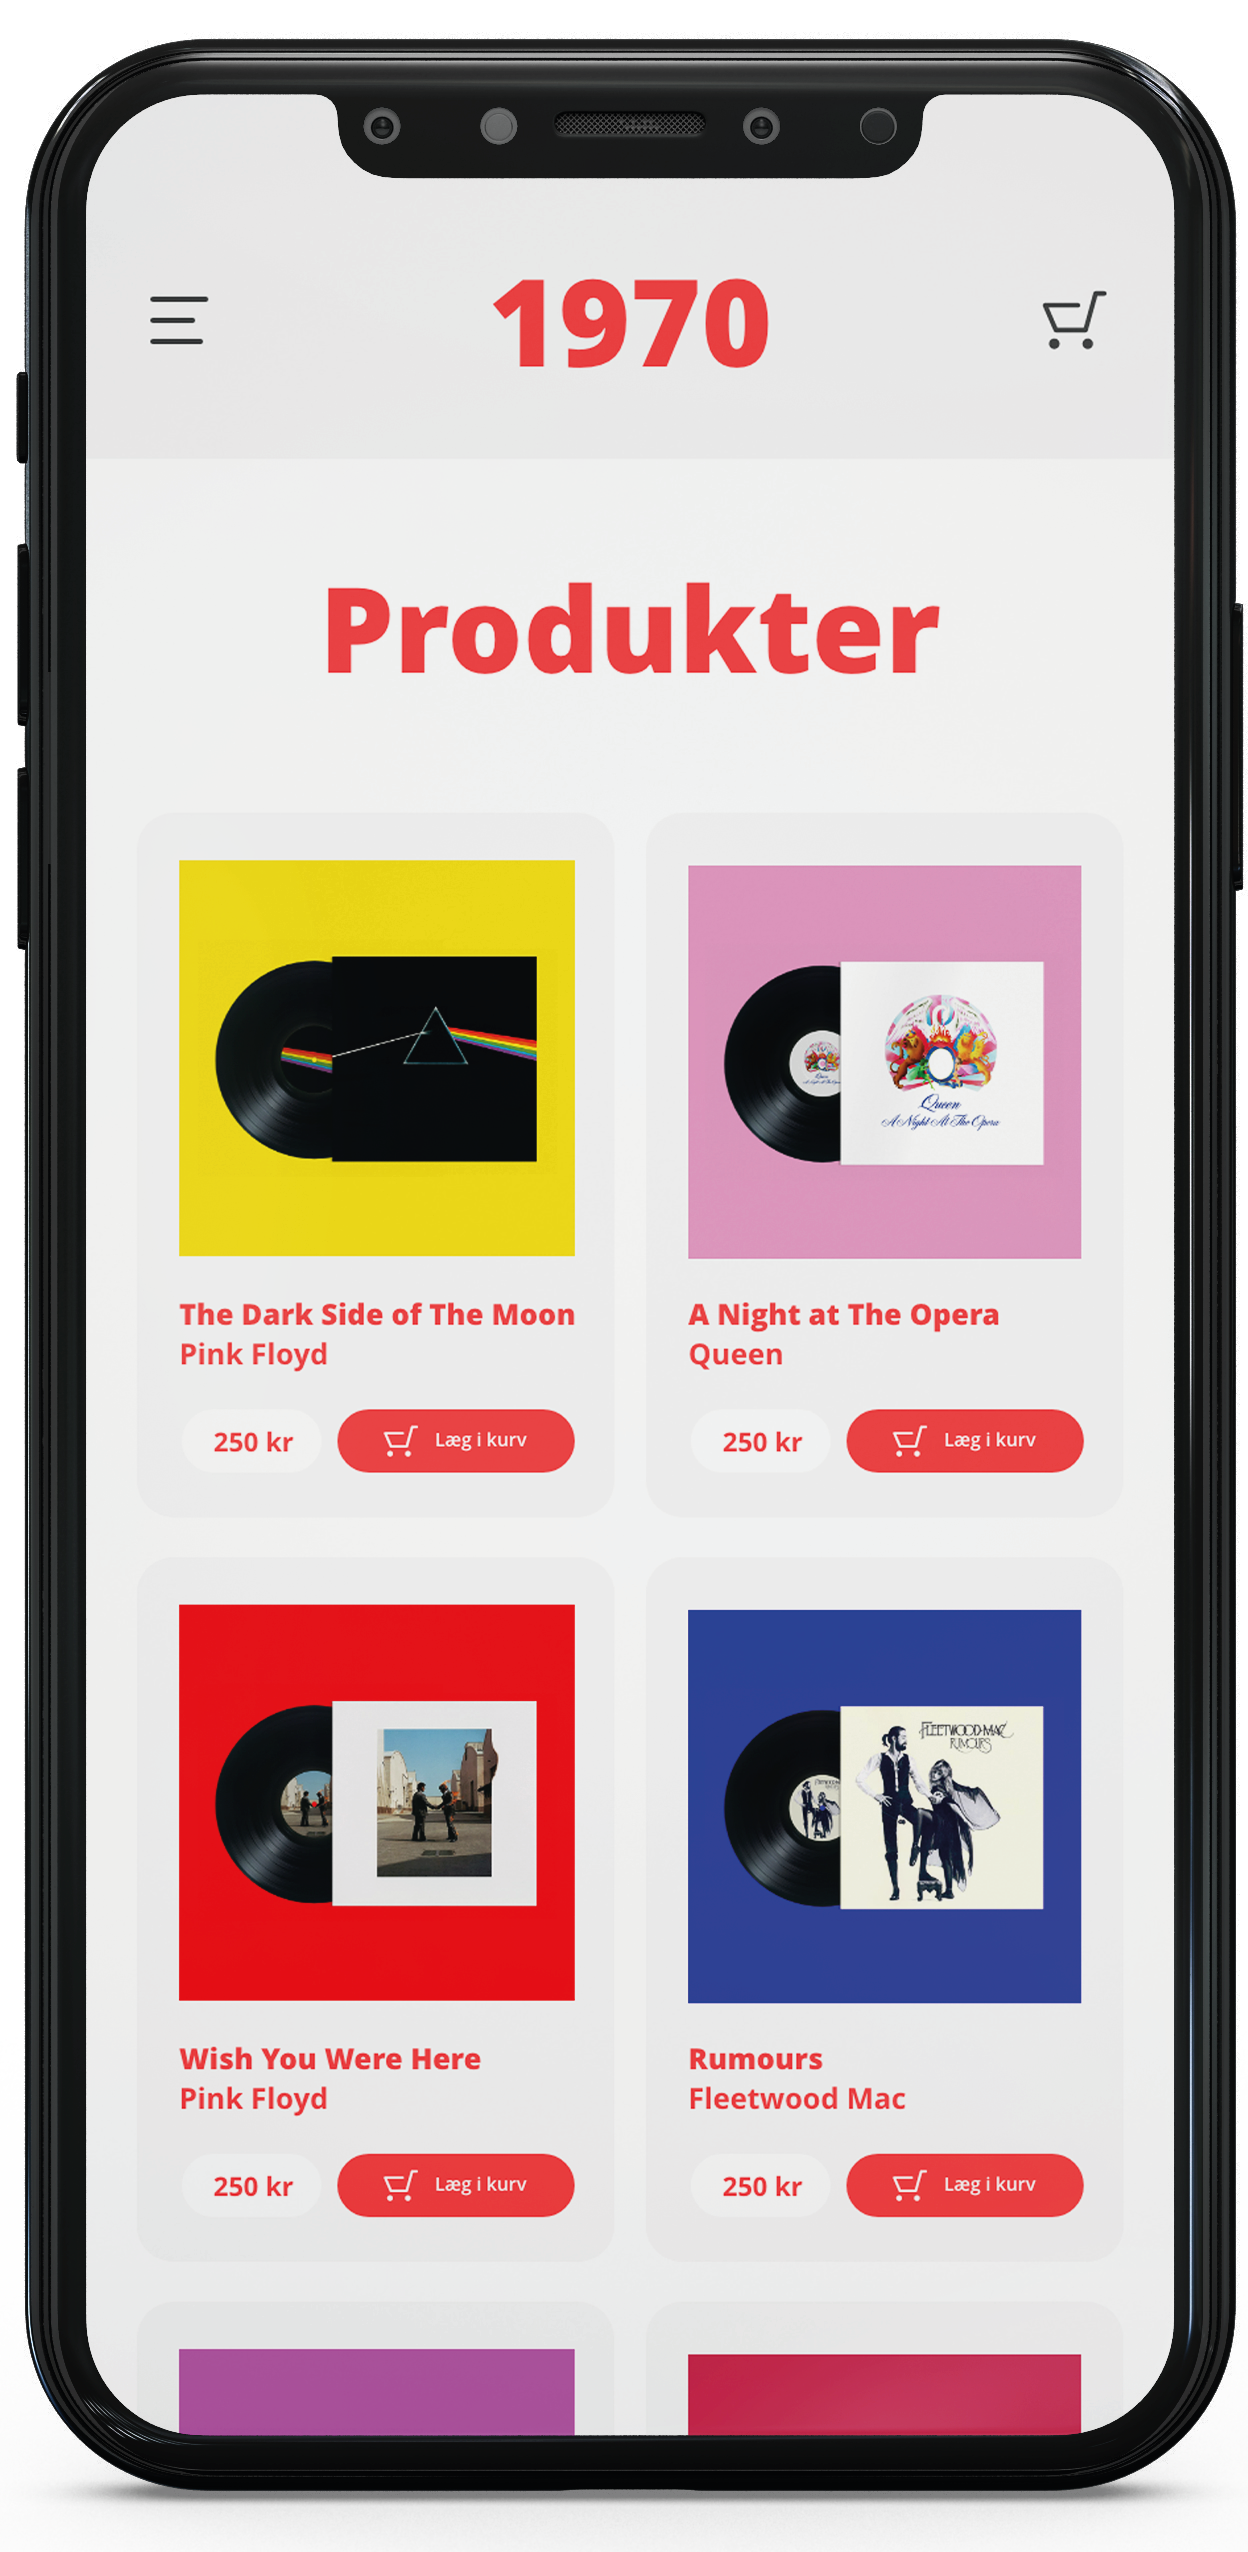 1970
Produkter
Queen
A Night At The Opera
The Dark Side of The Moon
Pink Floyd
250 kr
Læg i kurv
A Night at The Opera
Queen
250 kr
Læg i kurv
FLEETWOOD MAC
RUMOURS
Wish You Were Here
Pink Floyd
250 kr
Læg i kurv
Rumours
Fleetwood Mac
250 kr
Læg i kurv